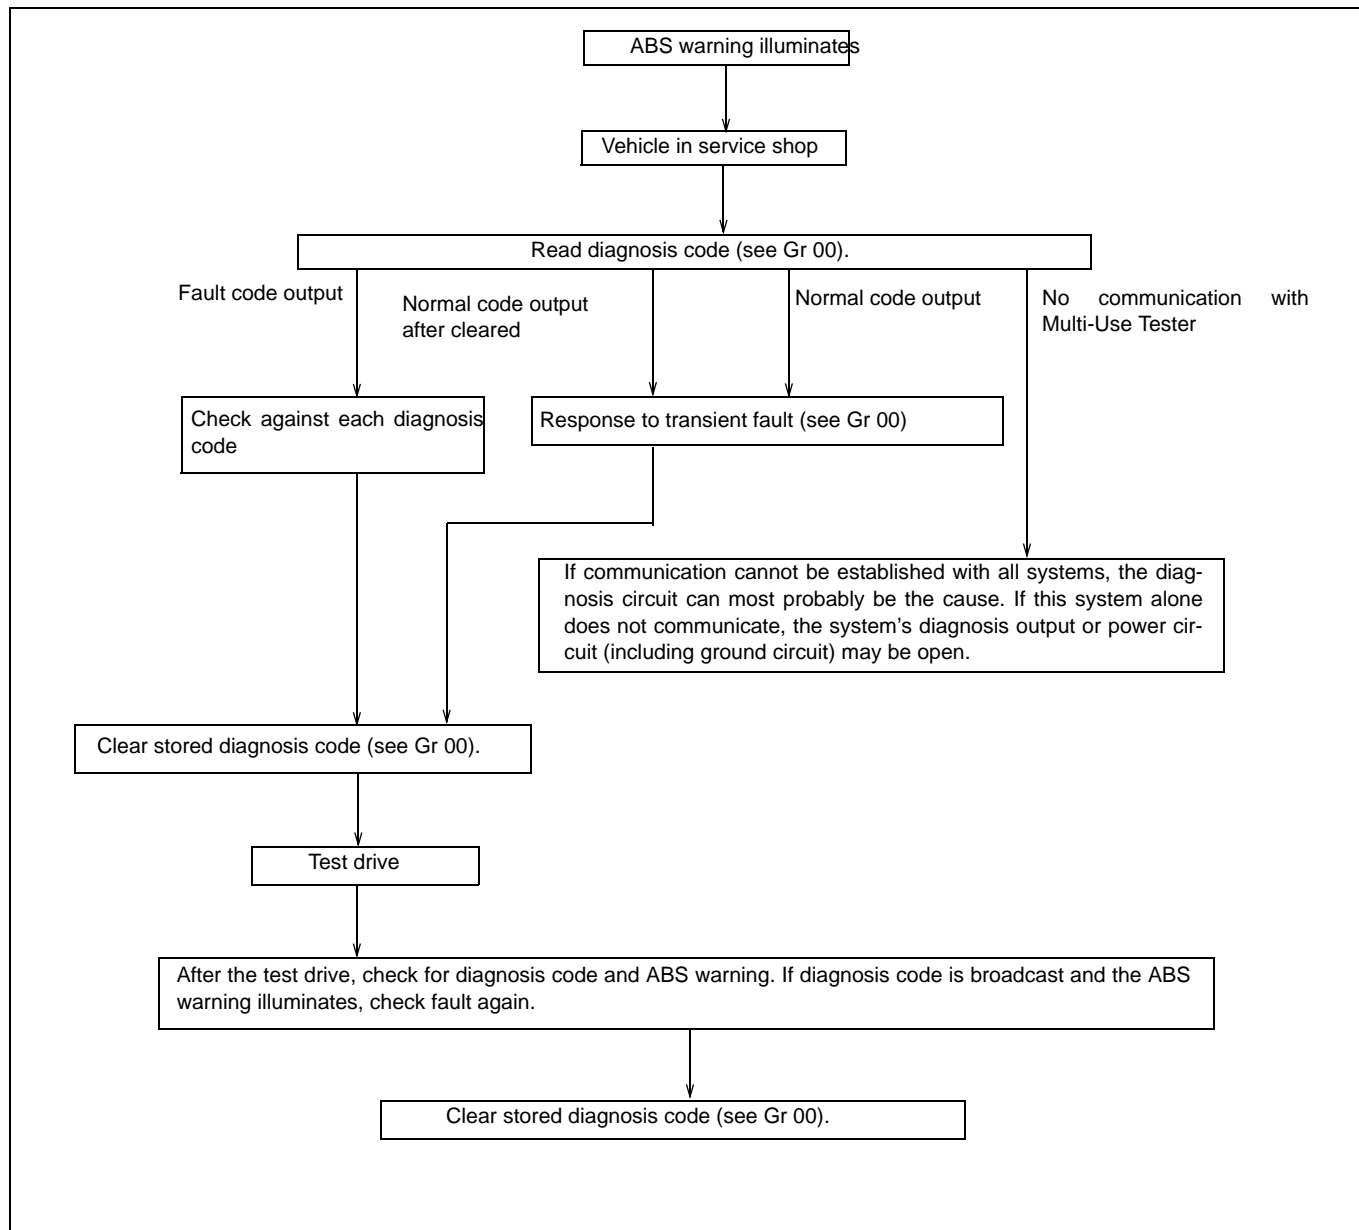 ABS warning illuminates
Vehicle in service shop
Read diagnosis code (see Gr 00).
Fault code output
Normal code output
after cleared
Normal code output
No communication with
Multi-Use Tester
Check against each diagnosis
code
Response to transient fault (see Gr 00)
If communication cannot be established with all systems, the diag-
nosis circuit can most probably be the cause. If this system alone
does not communicate, the system’s diagnosis output or power cir-
cuit (including ground circuit) may be open.
Clear stored diagnosis code (see Gr 00).
Test drive
After the test drive, check for diagnosis code and ABS warning. If diagnosis code is broadcast and the ABS
warning illuminates, check fault again.
Clear stored diagnosis code (see Gr 00).